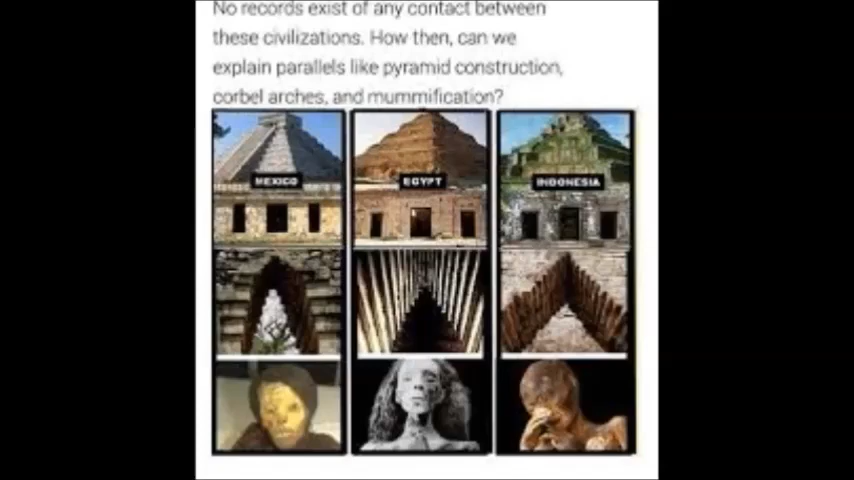 No records exist of any contact between
these civilizations. How then, can we
explain parallels like pyramid construction,
corbel arches, and mummification?
MEXICO
EGYPT
INDONESIA